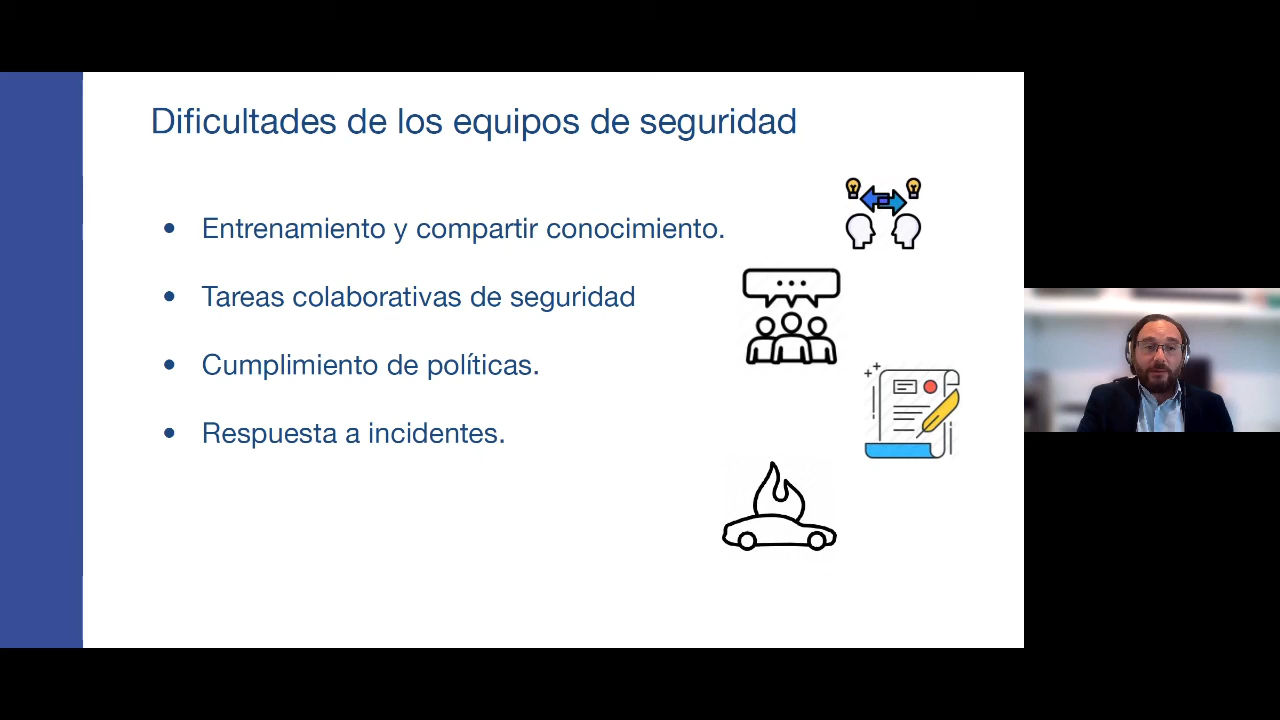 Dificultades de los equipos de seguridad
• Entrenamiento y compartir conocimiento.
• Tareas colaborativas de seguridad
• Cumplimiento de políticas.
• Respuesta a incidentes.